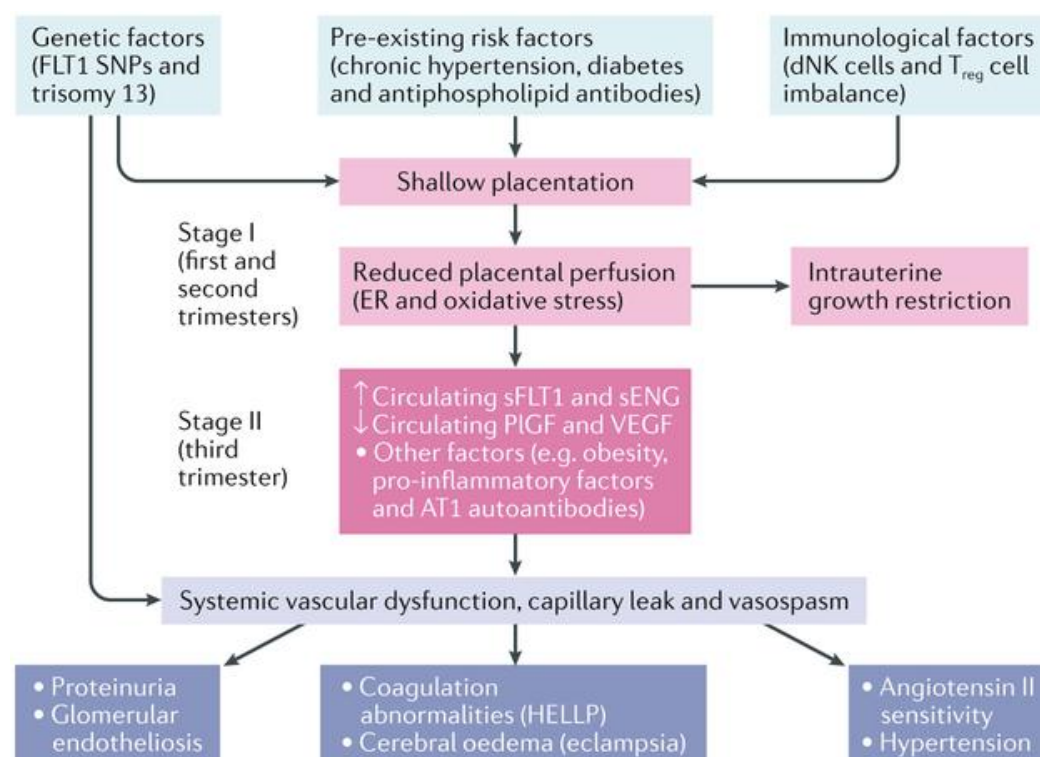 Genetic factors
(FLT1 SNPs and
trisomy 13)
Pre-existing risk factors
(chronic hypertension, diabetes
and antiphospholipid antibodies)
Immunological factors
(dNK cells and Treg cell
imbalance)
Shallow placentation
Stage I
(first and
second
trimesters)
Reduced placental perfusion
(ER and oxidative stress)
Intrauterine
growth restriction
Stage II
(third
trimester)
↑ Circulating sFLT1 and sENG
↓ Circulating PlGF and VEGF
• Other factors (e.g. obesity,
pro-inflammatory factors
and AT1 autoantibodies)
Systemic vascular dysfunction, capillary leak and vasospasm
• Proteinuria
• Glomerular
endotheliosis
• Coagulation
abnormalities (HELLP)
• Cerebral oedema (eclampsia)
• Angiotensin II
sensitivity
• Hypertension